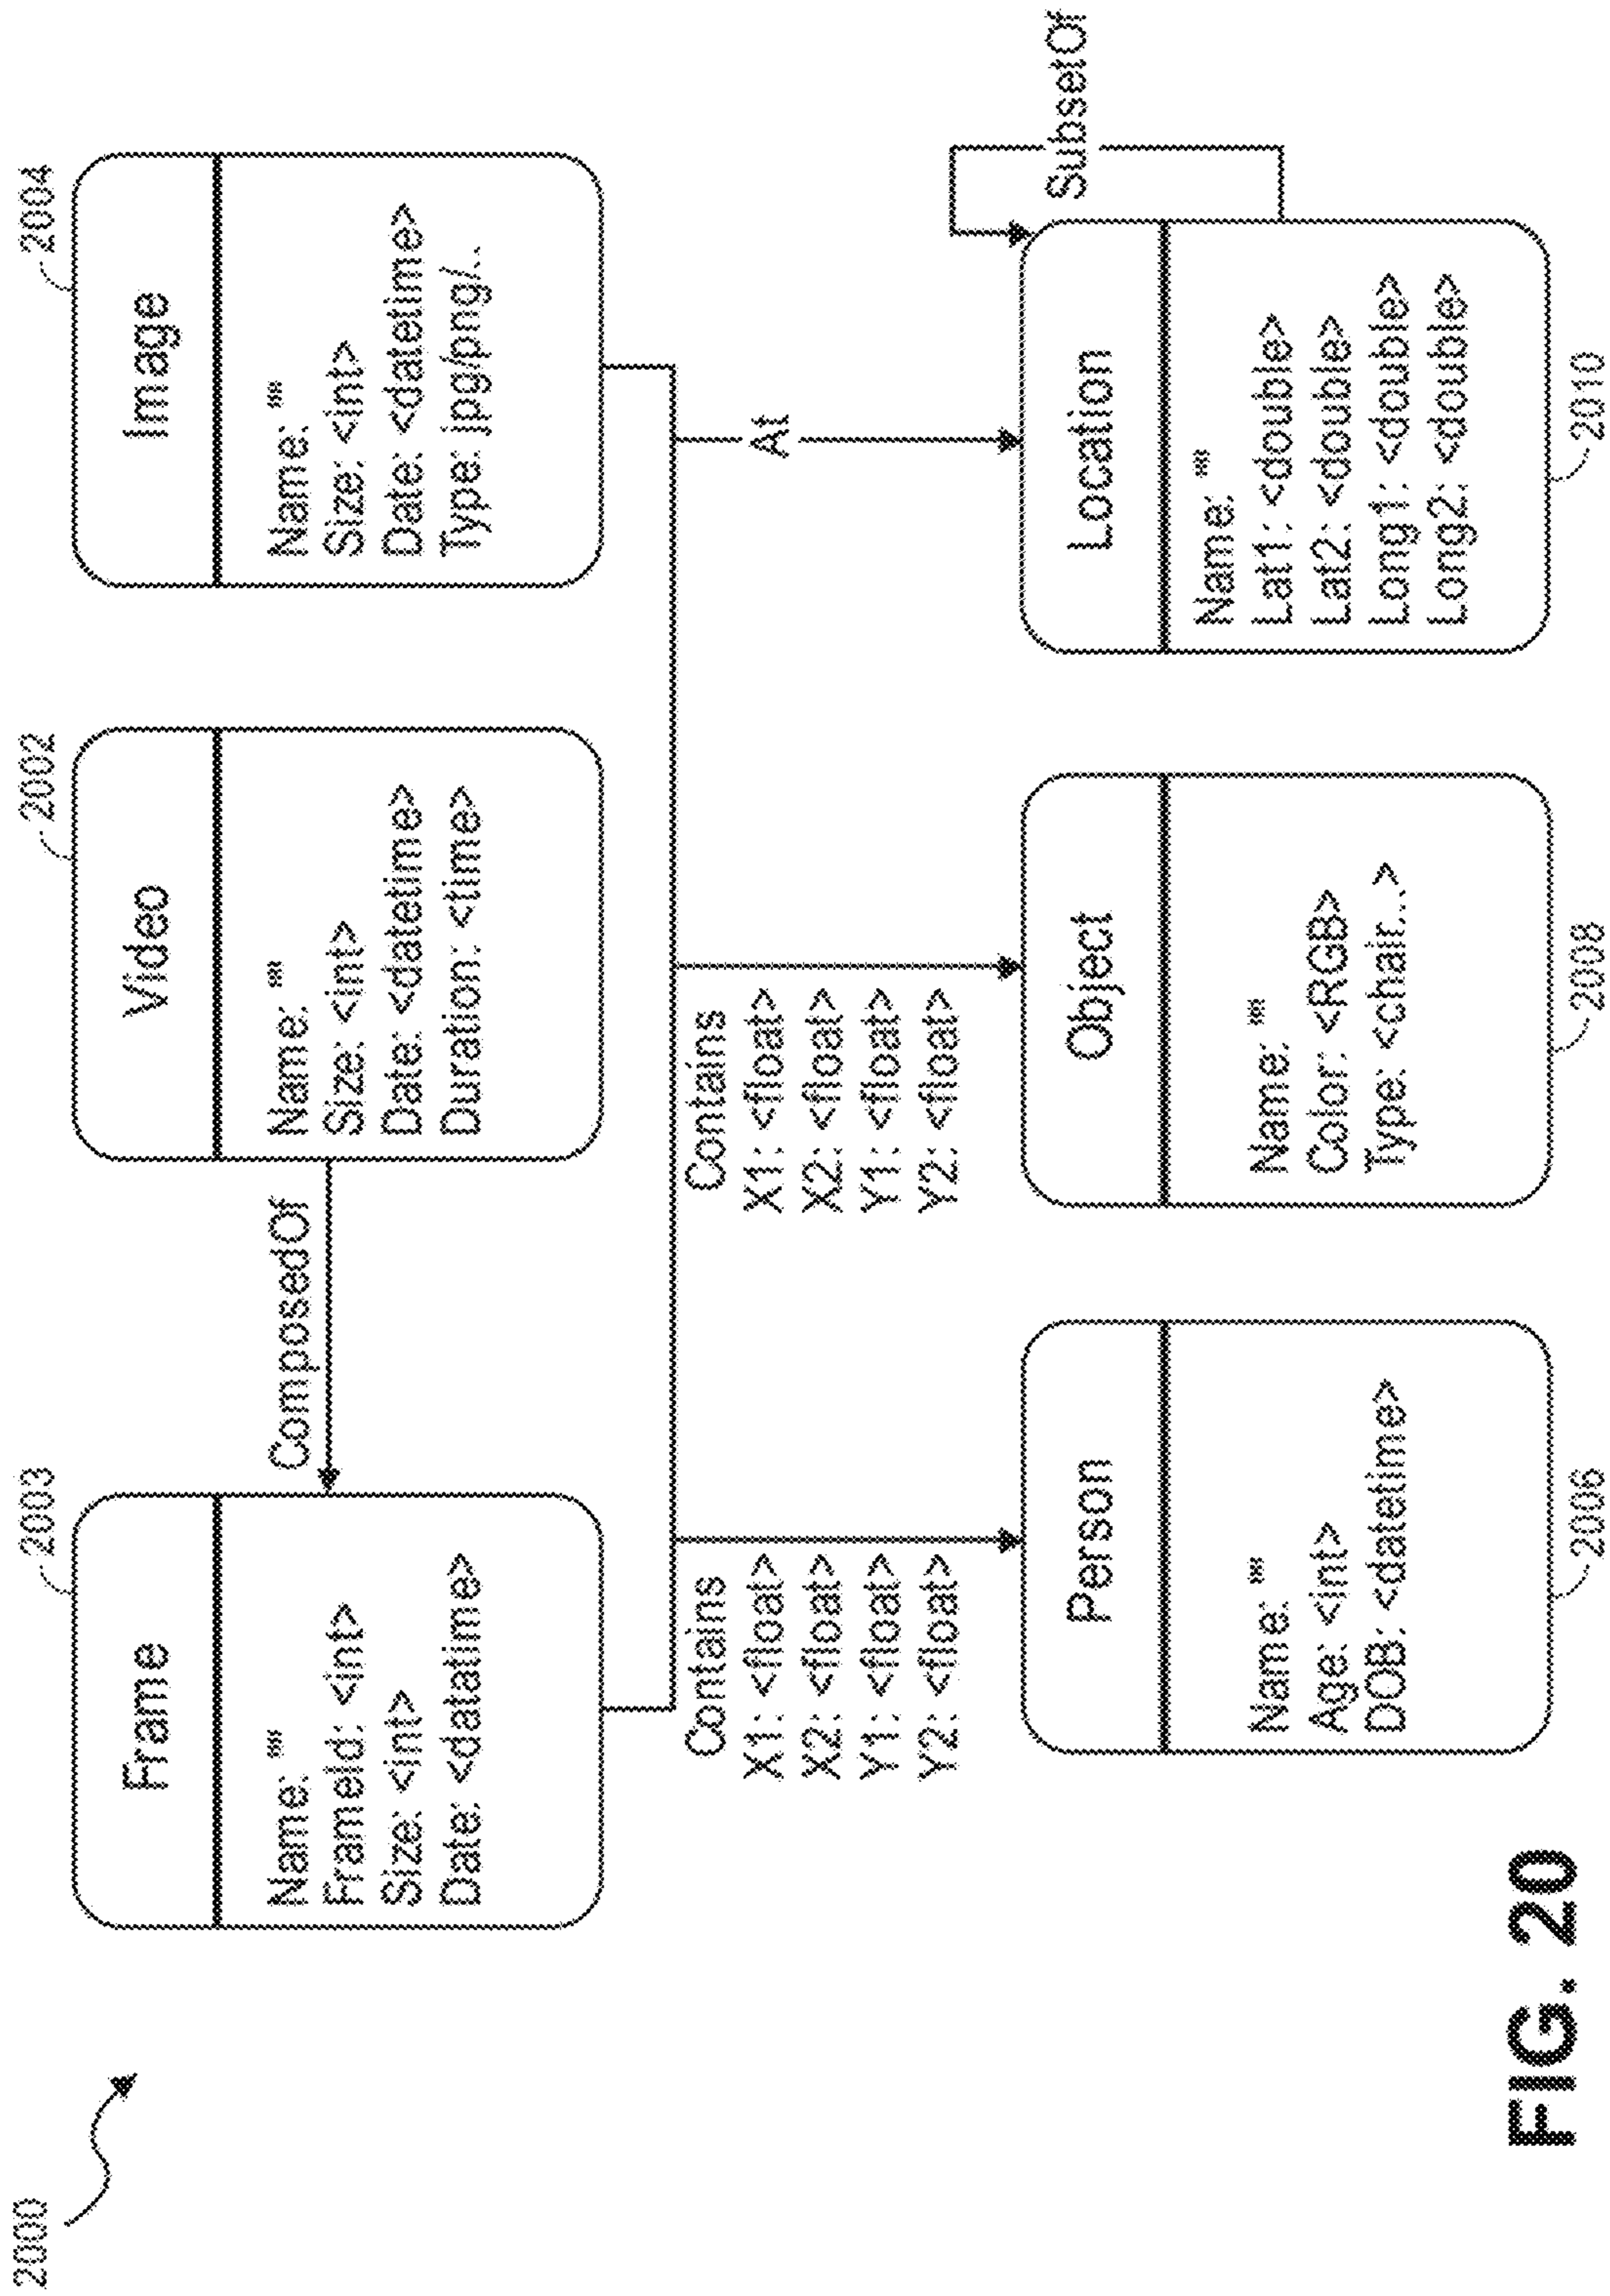 2000
2003
Frame
Name: ""
FrameId: <int>
Size: <int>
Date: <datatime>
ComposedOf
2002
Video
Name: ""
Size: <int>
Date: <datetime>
Duration: <time>
2004
Image
Name: ""
Size: <int>
Date: <datetime>
Type: jpg/png/..
Contains
X1: <float>
X2: <float>
Y1: <float>
Y2: <float>
Contains
X1: <float>
X2: <float>
Y1: <float>
Y2: <float>
At
SubsetOf
Person
Name: ""
Age: <int>
DOB: <datetime>
2006
Object
Name: ""
Color: <RGB>
Type: <chair...>
2008
Location
Name: ""
Lat1: <double>
Lat2: <double>
Long1: <double>
Long2: <double>
2010
FIG. 20